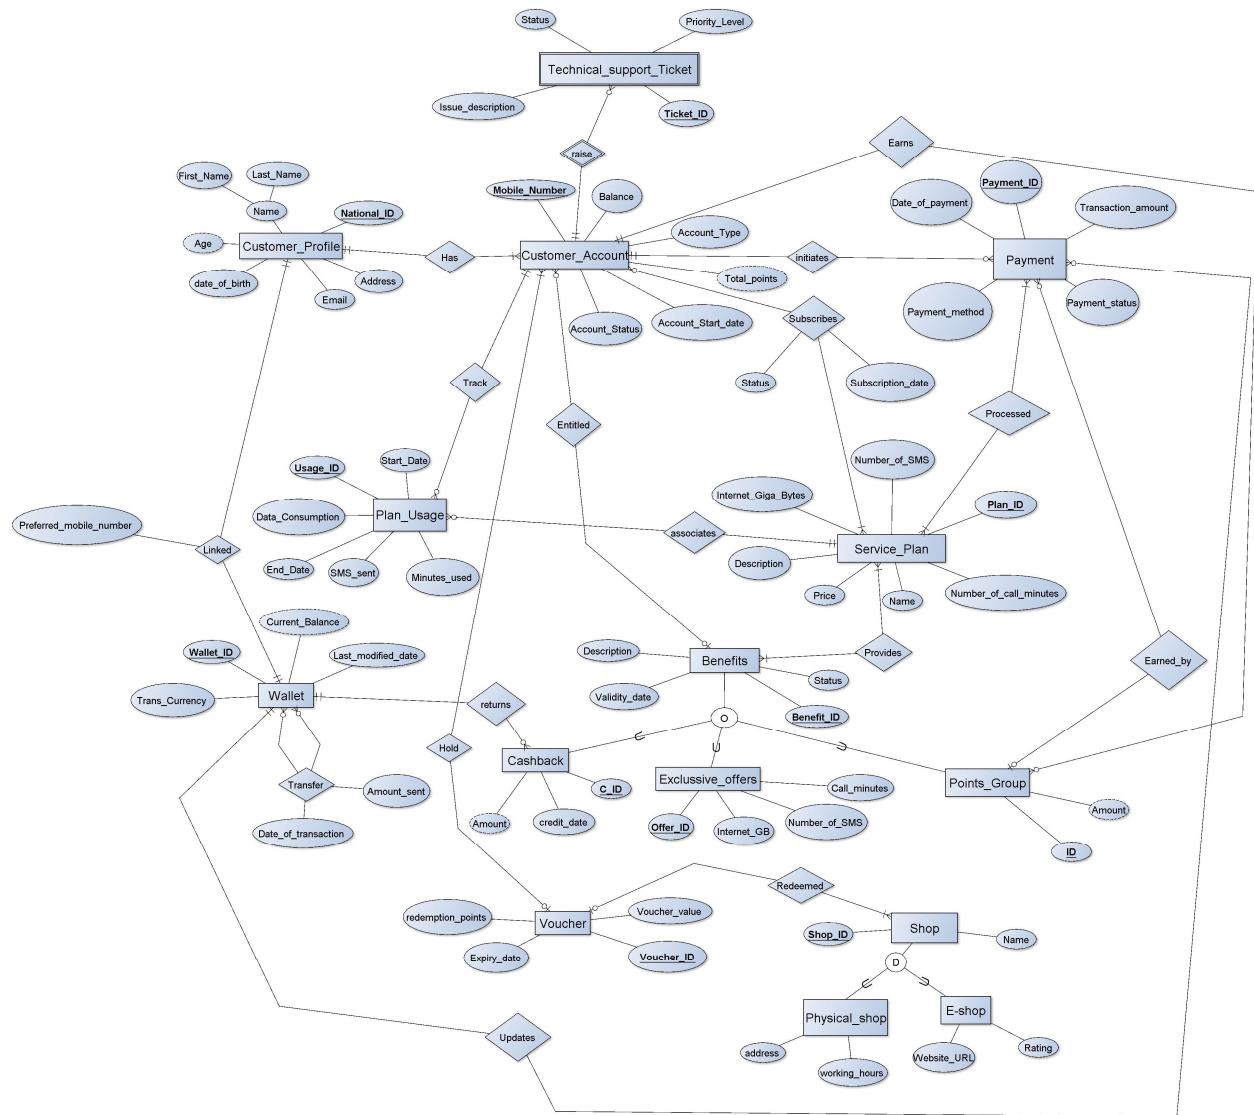 Status
Priority_Level
Technical_support_Ticket
Issue_description
Ticket_ID
Earns
raise
First_Name
Last_Name
Name
National_ID
Mobile_Number
Balance
Payment_ID
Date_of_payment
Transaction_amount
Age
Customer_Profile
Has
Customer_Account
Account_Type
initiates
Payment
date_of_birth
Email
Address
Total_points
Account_Status
Account_Start_date
Subscribes
Payment_method
Payment_status
Track
Status
Subscription_date
Entitled
Processed
Usage_ID
Start_Date
Number_of_SMS
Internet_Giga_Bytes
Plan_ID
Data_Consumption
Plan_Usage
Preferred_mobile_number
Linked
associates
Service_Plan
End_Date
SMS_sent
Minutes_used
Description
Price
Name
Number_of_call_minutes
Current_Balance
Wallet_ID
Last_modified_date
Description
Benefits
Provides
Earned_by
Trans_Currency
Wallet
returns
Validity_date
Status
Benefit_ID
O
Hold
Cashback
Transfer
Amount_sent
C_ID
Exclussive_offers
Call_minutes
Points_Group
Date_of_transaction
Amount
credit_date
Offer_ID
Internet_GB
Number_of_SMS
Amount
ID
Redeemed
redemption_points
Voucher
Voucher_value
Shop_ID
Shop
Name
Expiry_date
Voucher_ID
D
Physical_shop
E-shop
Updates
address
working_hours
Website_URL
Rating